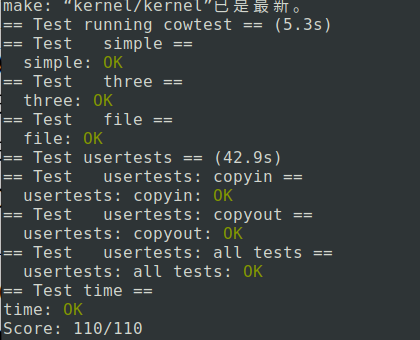 make: “kernel/kernel”已是最新。
== Test running cowtest == (5.3s)
== Test   simple ==
  simple: OK
== Test   three ==
  three: OK
== Test   file ==
  file: OK
== Test usertests == (42.9s)
== Test   usertests: copyin ==
  usertests: copyin: OK
== Test   usertests: copyout ==
  usertests: copyout: OK
== Test   usertests: all tests ==
  usertests: all tests: OK
== Test time ==
time: OK
Score: 110/110